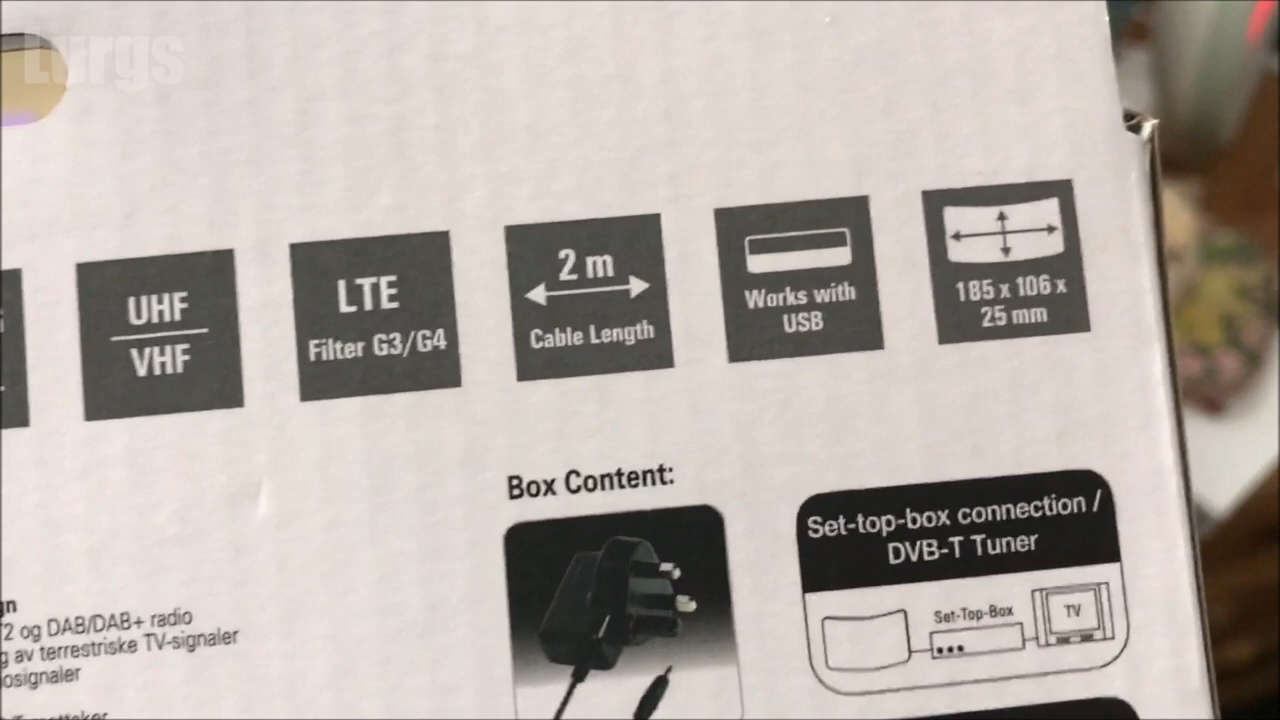 Lurgs
UHF
VHF
LTE
Filter G3/G4
2 m
Cable Length
Works with
USB
185 x 106 x
25 mm
Box Content:
Set-top-box connection /
DVB-T Tuner
Set-Top-Box
TV
gn
2 og DAB/DAB+ radio
g av terrestriske TV-signaler
osignaler